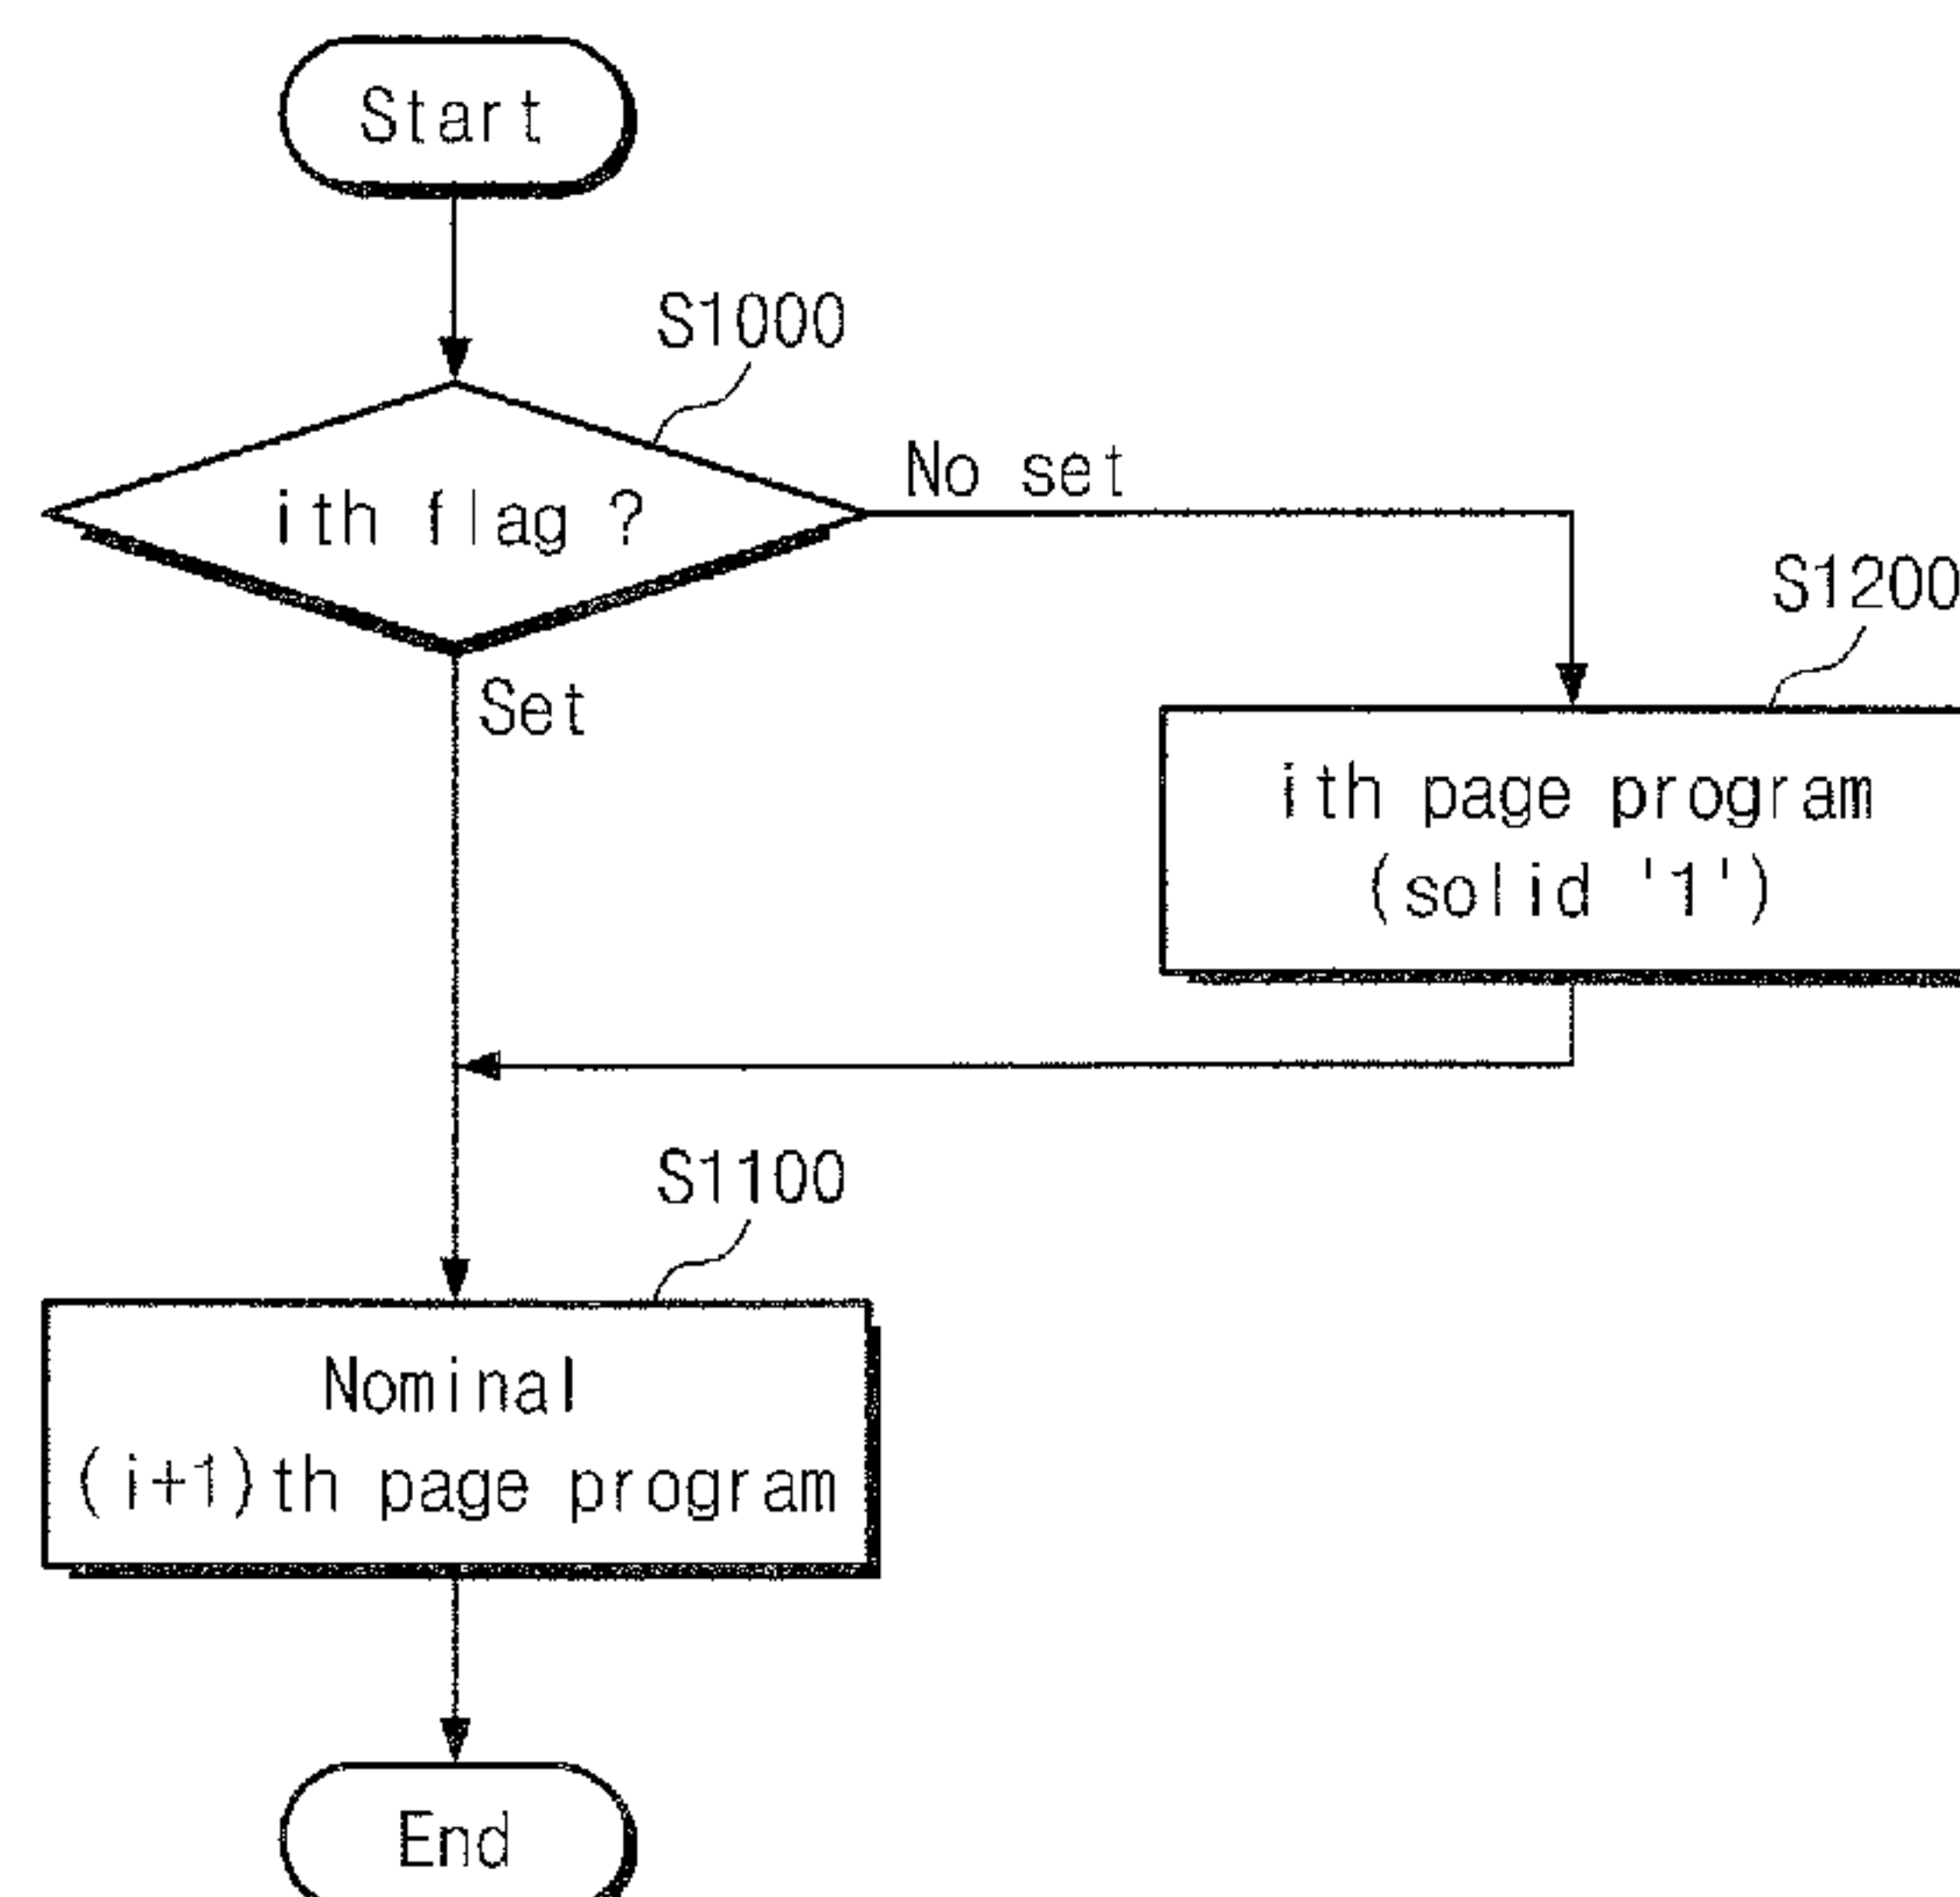 Start
S1000
ith flag ?
No set
Set
S1200
ith page program
(solid '1')
S1100
Nominal
(i+1)th page program
End